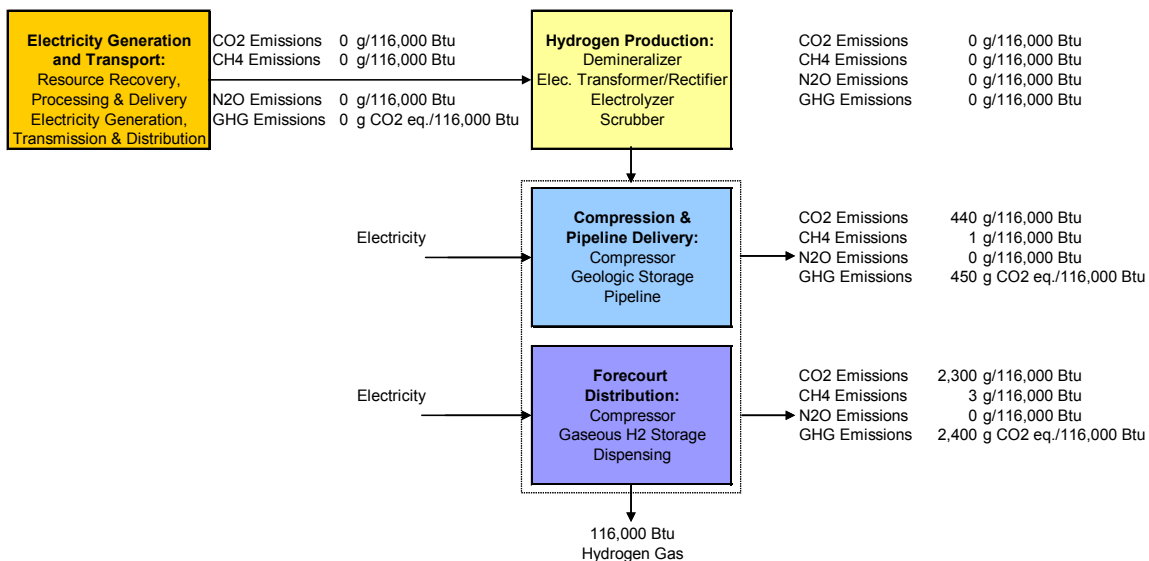 Electricity Generation
and Transport:
Resource Recovery,
Processing & Delivery
Electricity Generation,
Transmission & Distribution
CO2 Emissions 0 g/116,000 Btu
CH4 Emissions 0 g/116,000 Btu
N2O Emissions 0 g/116,000 Btu
GHG Emissions 0 g CO2 eq./116,000 Btu
Hydrogen Production:
Demineralizer
Elec. Transformer/Rectifier
Electrolyzer
Scrubber
CO2 Emissions 0 g/116,000 Btu
CH4 Emissions 0 g/116,000 Btu
N2O Emissions 0 g/116,000 Btu
GHG Emissions 0 g/116,000 Btu
Electricity
Compression &
Pipeline Delivery:
Compressor
Geologic Storage
Pipeline
CO2 Emissions 440 g/116,000 Btu
CH4 Emissions 1 g/116,000 Btu
N2O Emissions 0 g/116,000 Btu
GHG Emissions 450 g CO2 eq./116,000 Btu
Electricity
Forecourt
Distribution:
Compressor
Gaseous H2 Storage
Dispensing
CO2 Emissions 2,300 g/116,000 Btu
CH4 Emissions 3 g/116,000 Btu
N2O Emissions 0 g/116,000 Btu
GHG Emissions 2,400 g CO2 eq./116,000 Btu
116,000 Btu
Hydrogen Gas